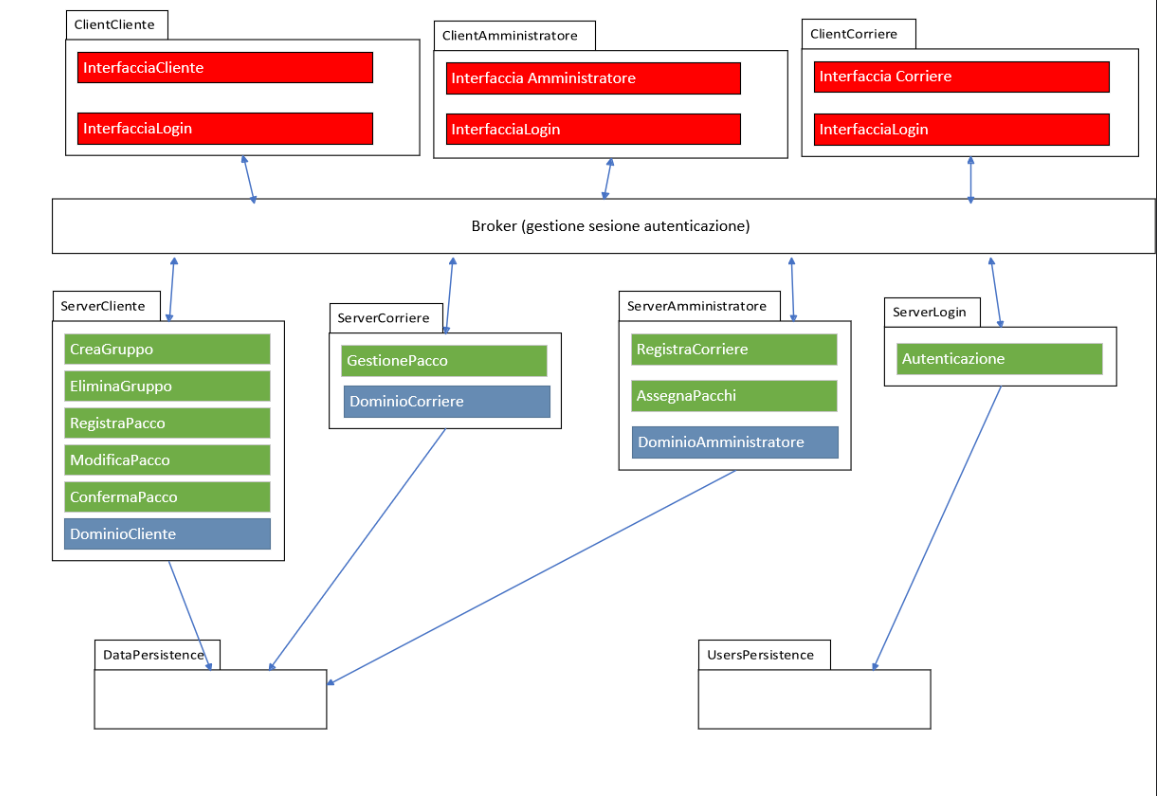 ClientCliente
InterfacciaCliente
InterfacciaLogin
ClientAmministratore
Interfaccia Amministratore
InterfacciaLogin
ClientCorriere
Interfaccia Corriere
InterfacciaLogin
Broker (gestione sesione autenticazione)
ServerCliente
CreaGruppo
EliminaGruppo
RegistraPacco
ModificaPacco
ConfermaPacco
DominioCliente
ServerCorriere
GestionePacco
DominioCorriere
ServerAmministratore
RegistraCorriere
AssegnaPacchi
DominioAmministratore
ServerLogin
Autenticazione
DataPersistence
UsersPersistence